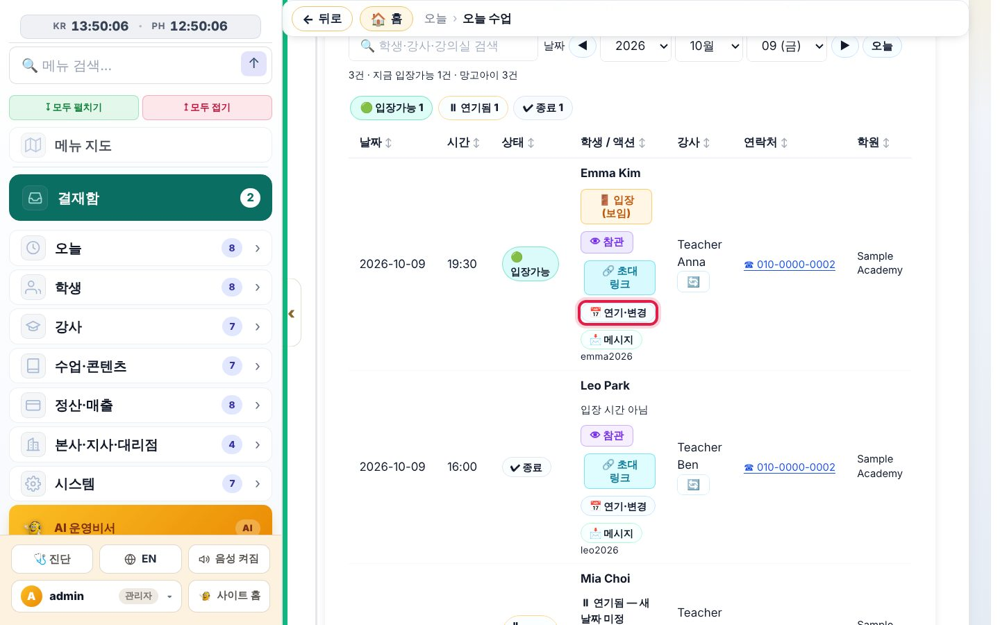 KR 13:50:06 • PH 12:50:06
메뉴 검색...
모두 펼치기
모두 접기
메뉴 지도
결재함 2
오늘 8
학생 8
강사 7
수업·콘텐츠 7
정산·매출 8
본사·지사·대리점 4
시스템 7
AI 운영비서 AI
진단
EN
음성 켜짐
A admin 관리자
사이트 홈
← 뒤로
홈
오늘 › 오늘 수업
학생·강사·강의실 검색
날짜 ◀ 2026 10월 09 (금) ▶ 오늘
3건 · 지금 입장가능 1건 · 망고아이 3건
입장가능 1
연기됨 1
종료 1
날짜 시간 상태 학생 / 액션 강사 연락처 학원
Emma Kim
입장
(보임)
참관
초대
링크
연기·변경
메시지
emma2026
2026-10-09 19:30
입장가능
Teacher
Anna
010-0000-0002
Sample
Academy
Leo Park
입장 시간 아님
참관
초대
링크
연기·변경
메시지
leo2026
2026-10-09 16:00
종료
Teacher
Ben
010-0000-0002
Sample
Academy
Mia Choi
연기됨 — 새
날짜 미정
Teacher